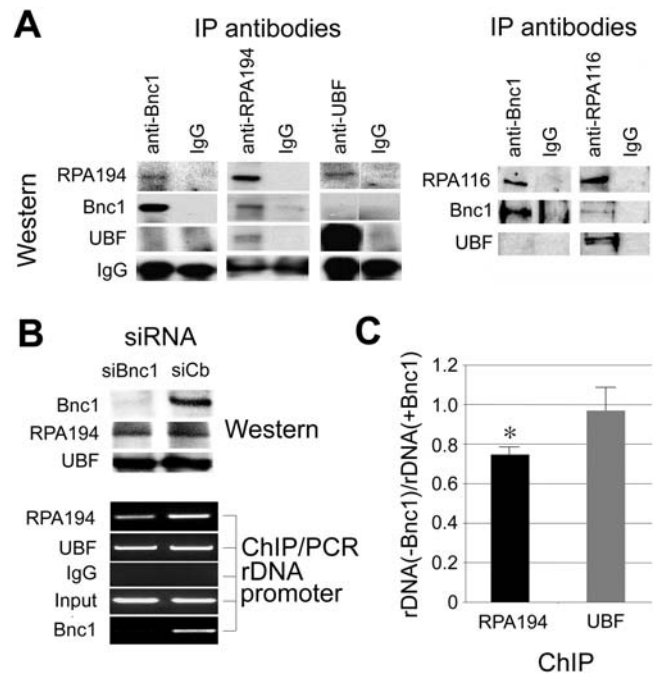 A
IP antibodies
anti-Bnc1
IgG
anti-RPA194
IgG
anti-UBF
IgG
Western
RPA194
Bnc1
UBF
IgG
IP antibodies
anti-Bnc1
IgG
anti-RPA116
IgG
RPA116
Bnc1
UBF
B
siRNA
siBnc1 siCb
Bnc1
RPA194
UBF
Western
RPA194
UBF
IgG
Input
Bnc1
ChIP/PCR
rDNA
promoter
C
rDNA(-Bnc1)/rDNA(+Bnc1)
1.2
1.0
0.8
0.6
0.4
0.2
0
*
RPA194 UBF
ChIP